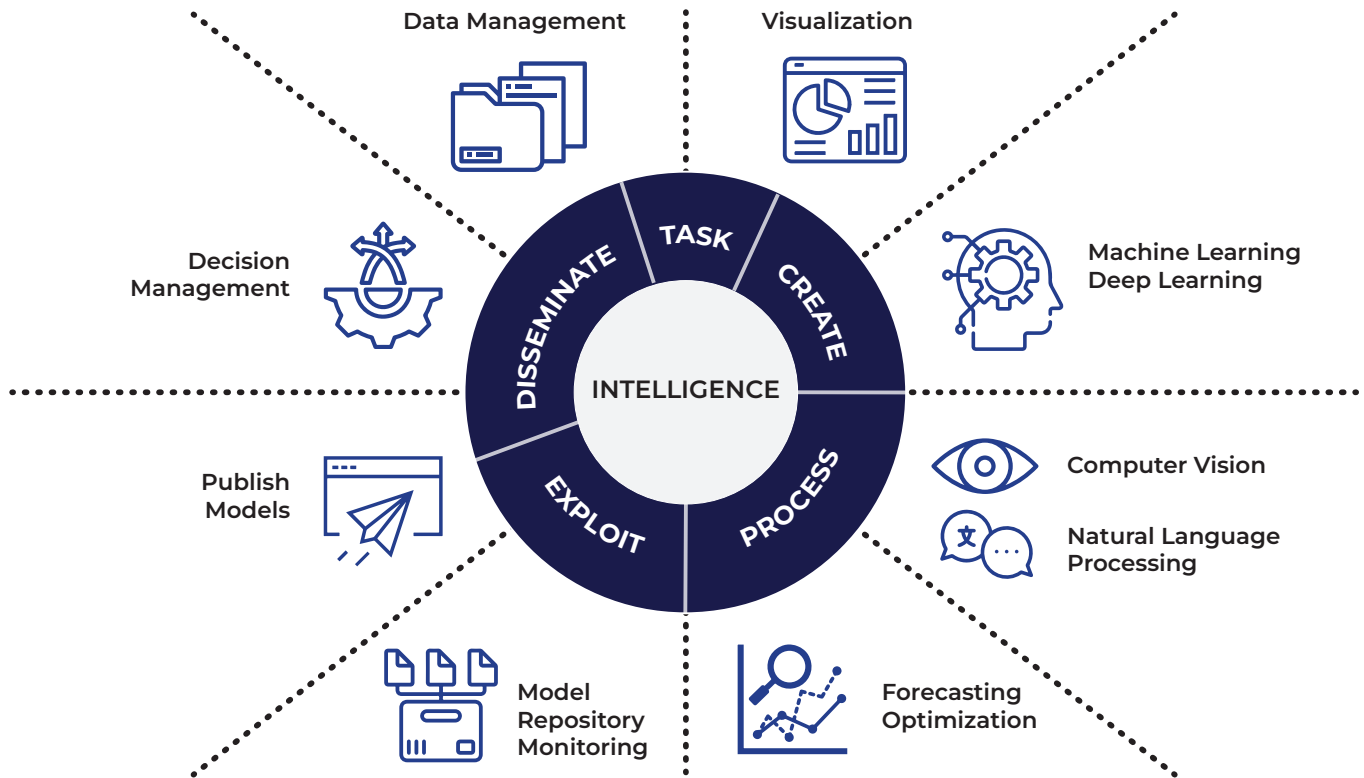 Data Management
Visualization
Decision
Management
Machine Learning
Deep Learning
TASK
CREATE
DISSEMINATE
INTELLIGENCE
PROCESS
EXPLOIT
Publish
Models
Computer Vision
文
Natural Language
Processing
Model
Repository
Monitoring
Forecasting
Optimization